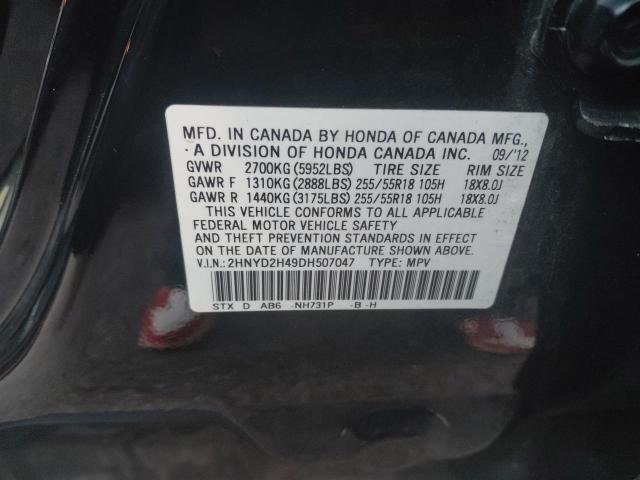 MFD. IN CANADA BY HONDA OF CANADA MFG.,
A DIVISION OF HONDA CANADA INC. 09/'12
GVWR 2700KG(5952LBS) TIRE SIZE RIM SIZE
GAWR F 1310KG(2888LBS) 255/55R18 105H 18X8.0J
GAWR R 1440KG(3175LBS) 255/55R18 105H 18X8.0J
THIS VEHICLE CONFORMS TO ALL APPLICABLE
FEDERAL MOTOR VEHICLE SAFETY
AND THEFT PREVENTION STANDARDS IN EFFECT
ON THE DATE OF MANUFACTURE SHOWN ABOVE.
V.I.N.: 2HNYD2H49DH507047 TYPE: MPV
STX D AB6 -NH731P -B -H